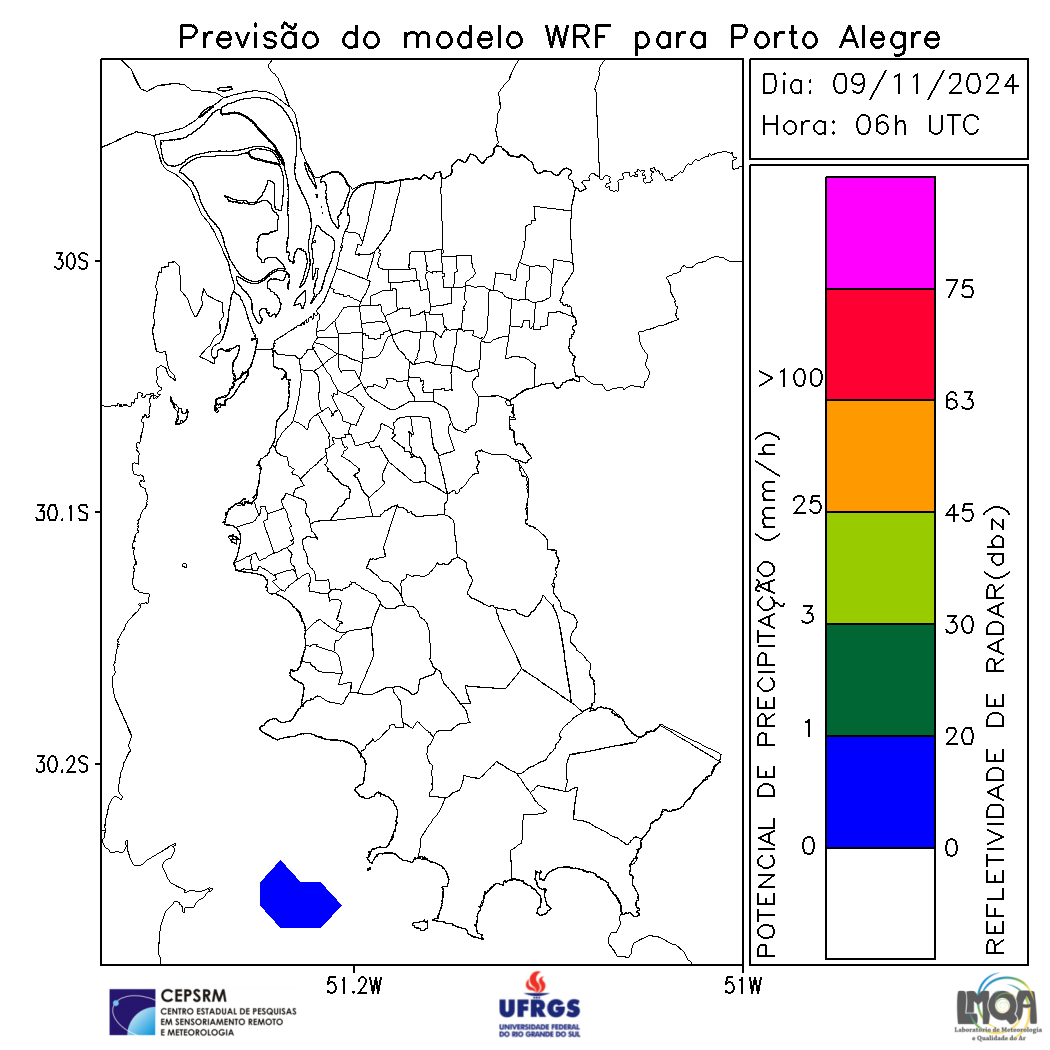 Previsão do modelo WRF para Porto Alegre
Dia: 09/11/2024
Hora: 06h UTC
30S
30.1S
30.2S
51.2W
51W
POTENCIAL DE PRECIPITAÇÃO (mm/h)
>100
25
3
1
0
75
63
45
30
20
0
REFLETIVIDADE DE RADAR(dbz)
CEPSRM
CENTRO ESTADUAL DE PESQUISAS
EM SENSORIAMENTO REMOTO
E METEOROLOGIA
UFRGS
UNIVERSIDADE FEDERAL
DO RIO GRANDE DO SUL
LMQA
Laboratório de Meteorologia
e Qualidade do Ar